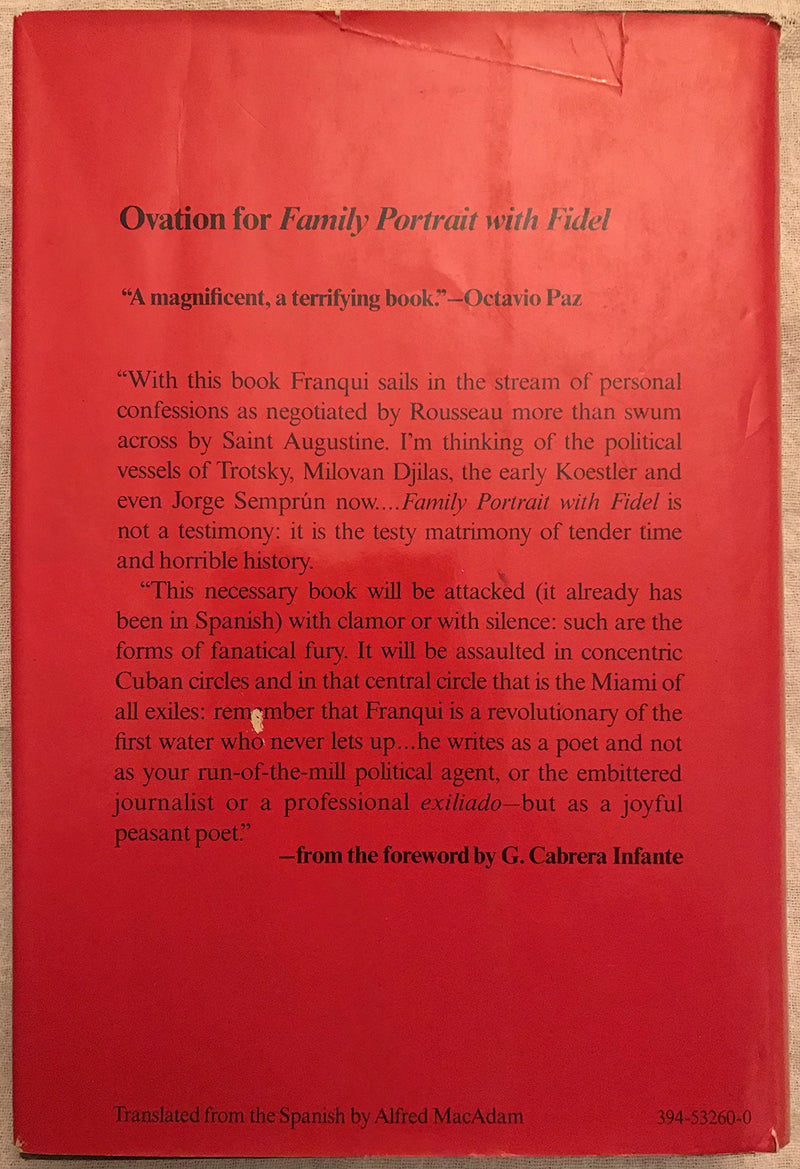 Ovation for Family Portrait with Fidel
“A magnificent, a terrifying book.”—Octavio Paz
“With this book Franqui sails in the stream of personal
confessions as negotiated by Rousseau more than swum
across by Saint Augustine. I’m thinking of the political
vessels of Trotsky, Milovan Djilas, the early Koestler and
even Jorge Semprún now....Family Portrait with Fidel is
not a testimony: it is the testy matrimony of tender time
and horrible history.
“This necessary book will be attacked (it already has
been in Spanish) with clamor or with silence: such are the
forms of fanatical fury. It will be assaulted in concentric
Cuban circles and in that central circle that is the Miami of
all exiles: remember that Franqui is a revolutionary of the
first water who never lets up...he writes as a poet and not
as your run-of-the-mill political agent, or the embittered
journalist or a professional exiliado—but as a joyful
peasant poet.”
—from the foreword by G. Cabrera Infante
Translated from the Spanish by Alfred MacAdam
394-53260-0